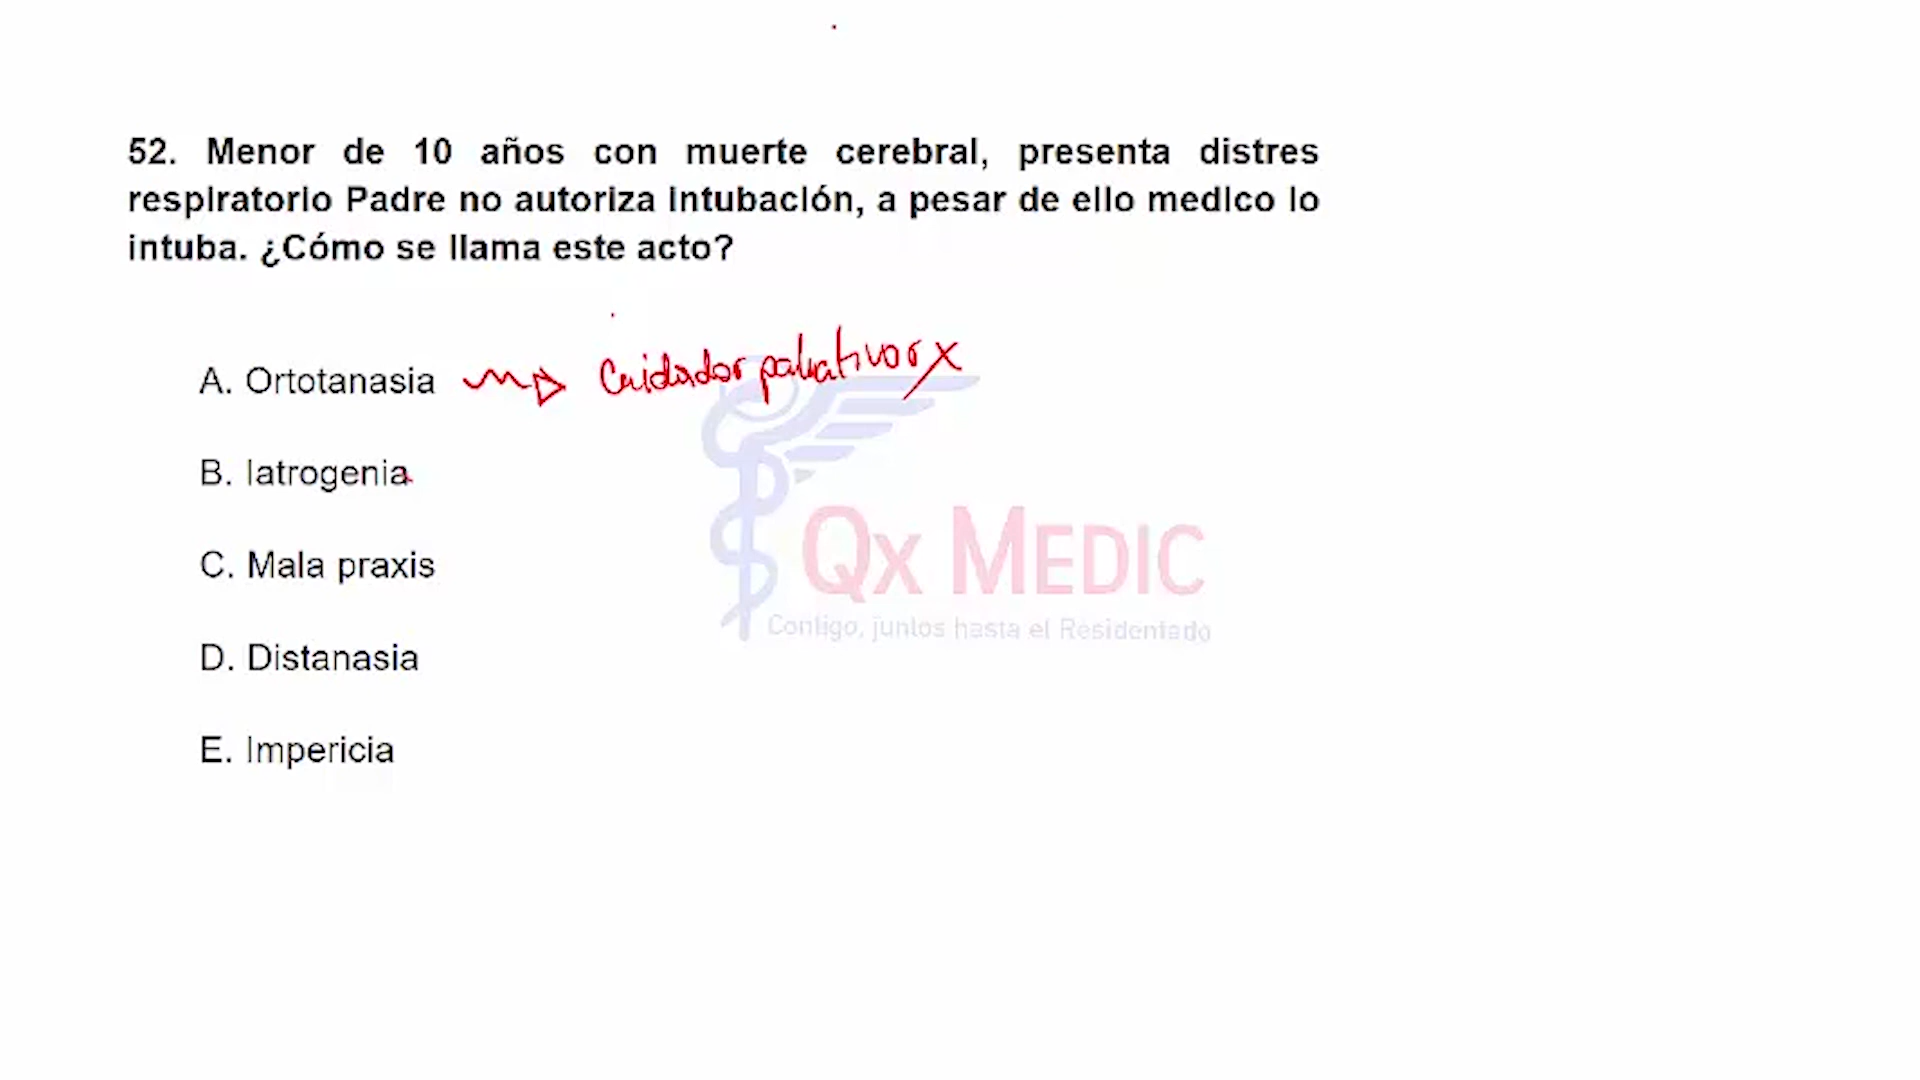 52. Menor de 10 años con muerte cerebral, presenta distres
respiratorio Padre no autoriza intubación, a pesar de ello medico lo
intuba. ¿Cómo se llama este acto?
A. Ortotanasia
Cuidados paliativos x
B. Iatrogenia
C. Mala praxis
D. Distanasia
E. Impericia
QX MEDIC
Contigo, juntos hasta el Residentado